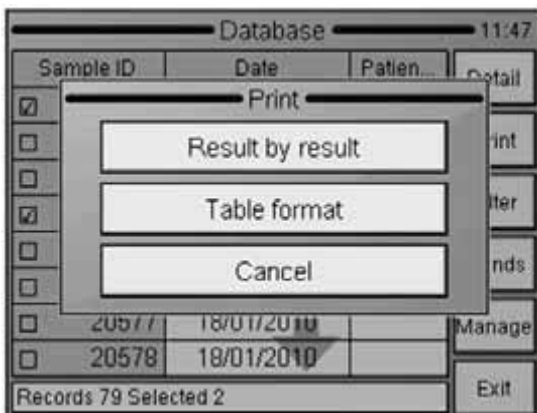 Database 11:47
Sample ID Date Patien... Detail
Print
Result by result
Table format
Cancel
20577 18/01/2010 Manage
20578 18/01/2010
Records 79 Selected 2 Exit